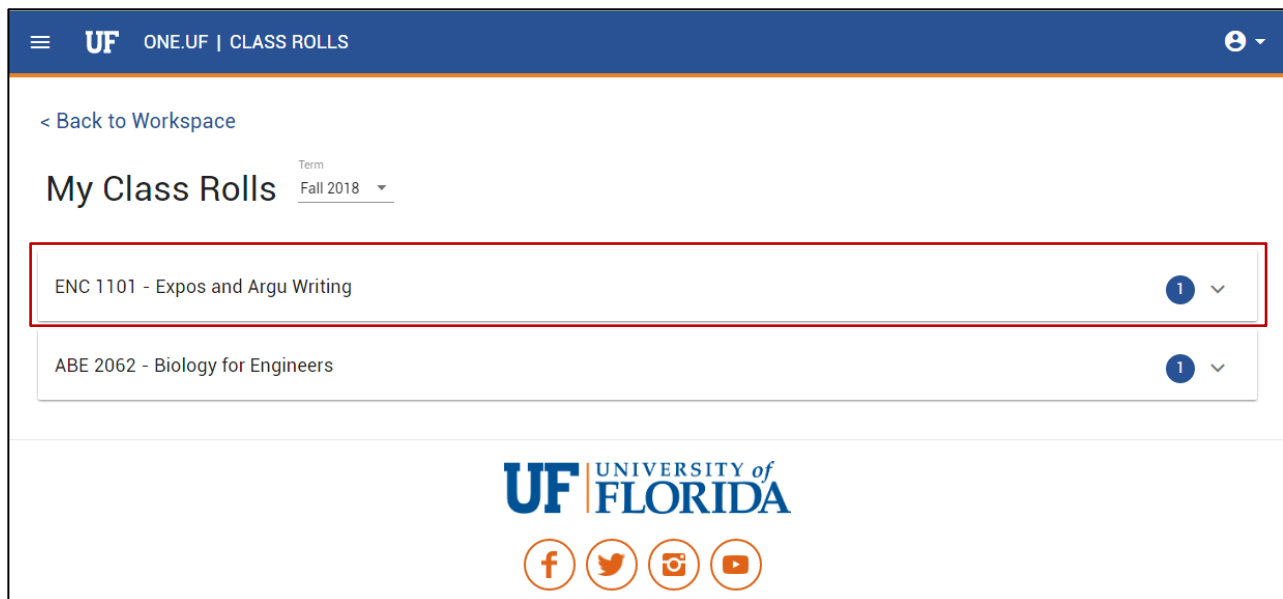 UF ONE.UF | CLASS ROLLS
< Back to Workspace
Term
My Class Rolls Fall 2018
ENC 1101 - Expos and Argu Writing 1
ABE 2062 - Biology for Engineers 1
UF UNIVERSITY of
FLORIDA